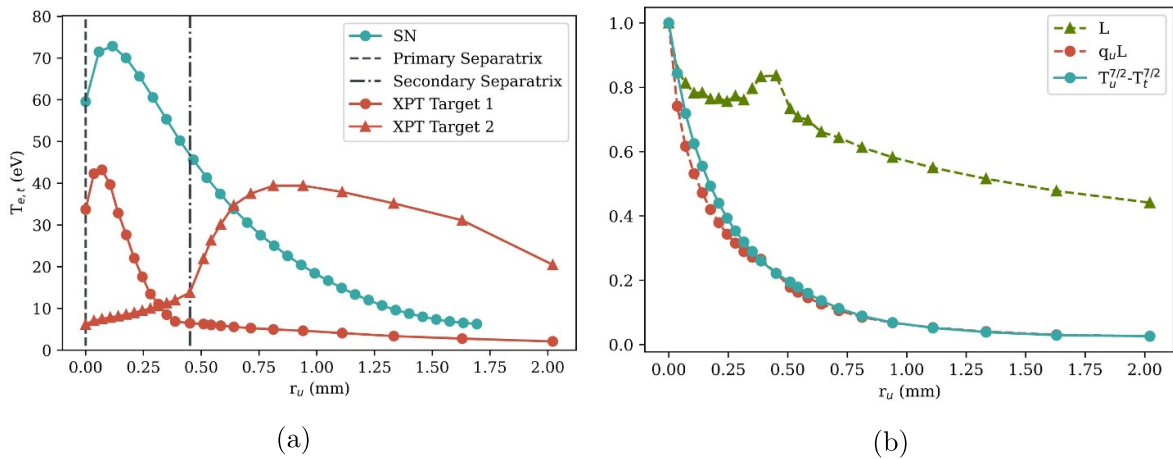 80
70
60
50
40
30
20
10
0
T_{e,t} (eV)
SN
Primary Separatrix
Secondary Separatrix
XPT Target 1
XPT Target 2
0.00 0.25 0.50 0.75 1.00 1.25 1.50 1.75 2.00
r_u (mm)
(a)
1.0
0.8
0.6
0.4
0.2
0.0
L
q_uL
T_u^{7/2}-T_t^{7/2}
0.00 0.25 0.50 0.75 1.00 1.25 1.50 1.75 2.00
r_u (mm)
(b)